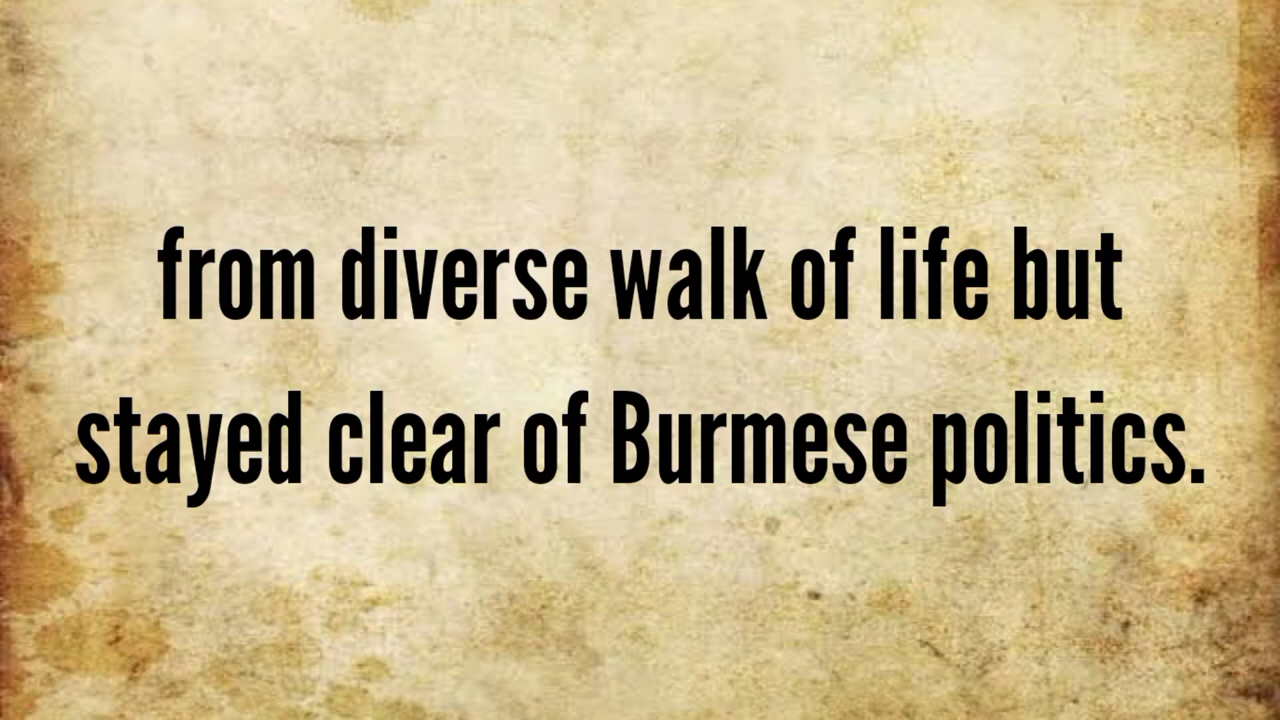 from diverse walk of life but
stayed clear of Burmese politics.